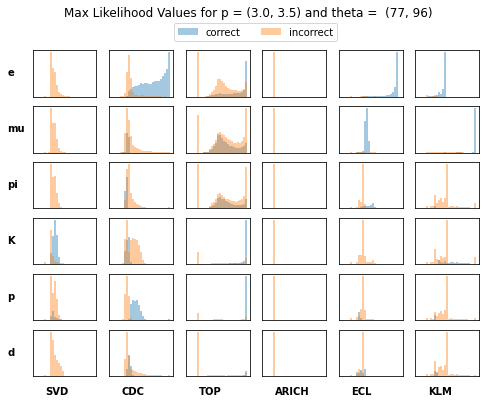 Max Likelihood Values for p = (3.0, 3.5) and theta = (77, 96)
correct incorrect
e
mu
pi
K
p
d
SVD CDC TOP ARICH ECL KLM